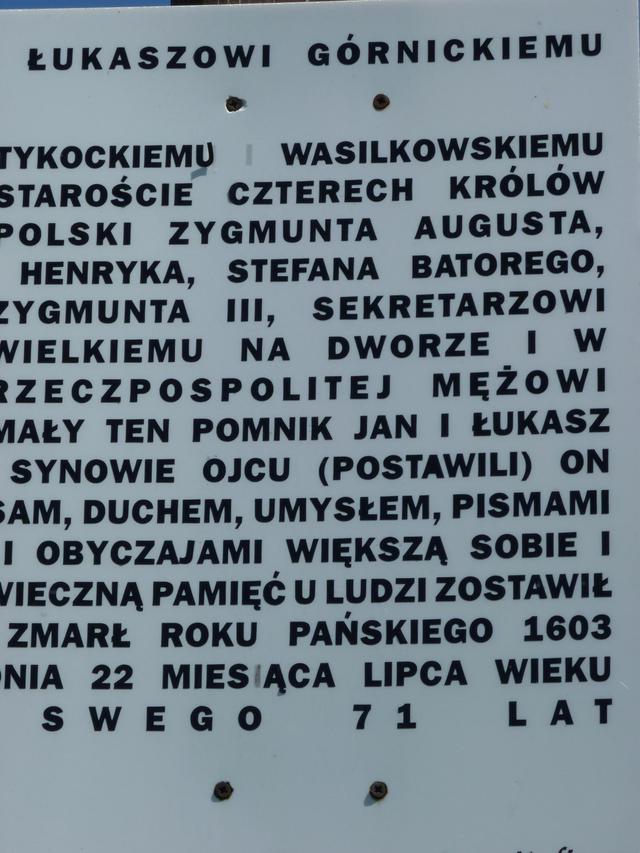 ŁUKASZOWI GÓRNICKIEMU
TYKOCKIEMU I WASILKOWSKIEMU
STAROŚCIE CZTERECH KRÓLÓW
POLSKI ZYGMUNTA AUGUSTA,
HENRYKA, STEFANA BATOREGO,
ZYGMUNTA III, SEKRETARZOWI
WIELKIEMU NA DWORZE I W
RZECZPOSPOLITEJ MĘŻOWI
MAŁY TEN POMNIK JAN I ŁUKASZ
SYNOWIE OJCU (POSTAWILI) ON
SAM, DUCHEM, UMYSŁEM, PISMAMI
I OBYCZAJAMI WIĘKSZĄ SOBIE I
WIECZNĄ PAMIĘĆ U LUDZI ZOSTAWIŁ
ZMARŁ ROKU PAŃSKIEGO 1603
DNIA 22 MIESIĄCA LIPCA WIEKU
SWEGO 71 LAT